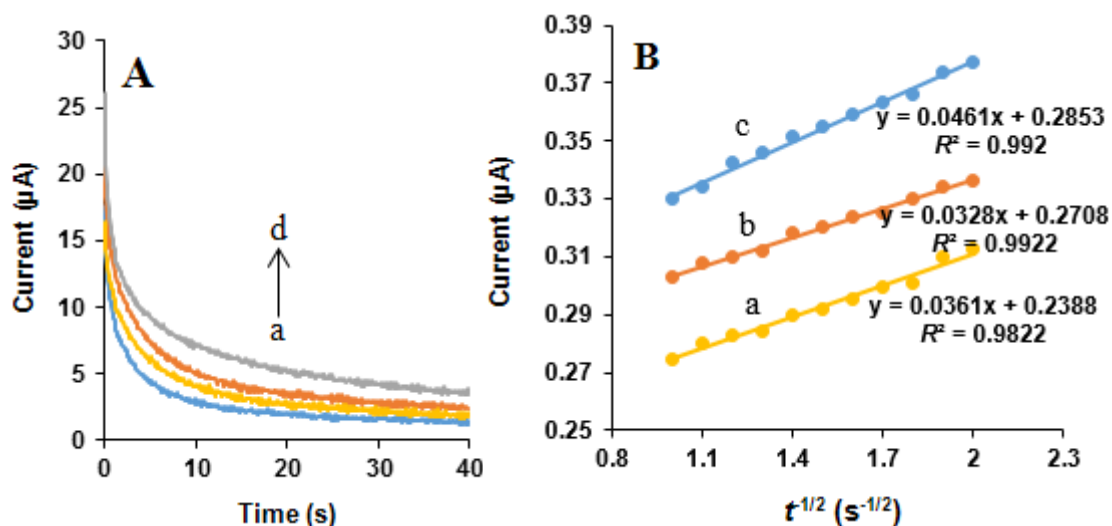 A
30
25
20
15
10
5
0
Current (µA)
d
a
0
10
20
30
40
Time (s)
B
0.39
0.37
0.35
0.33
0.31
0.29
0.27
0.25
Current (µA)
c
y = 0.0461x + 0.2853
R² = 0.992
b
y = 0.0328x + 0.2708
R² = 0.9922
a
y = 0.0361x + 0.2388
R² = 0.9822
0.8
1.1
1.4
1.7
2
2.3
t-1/2 (s-1/2)